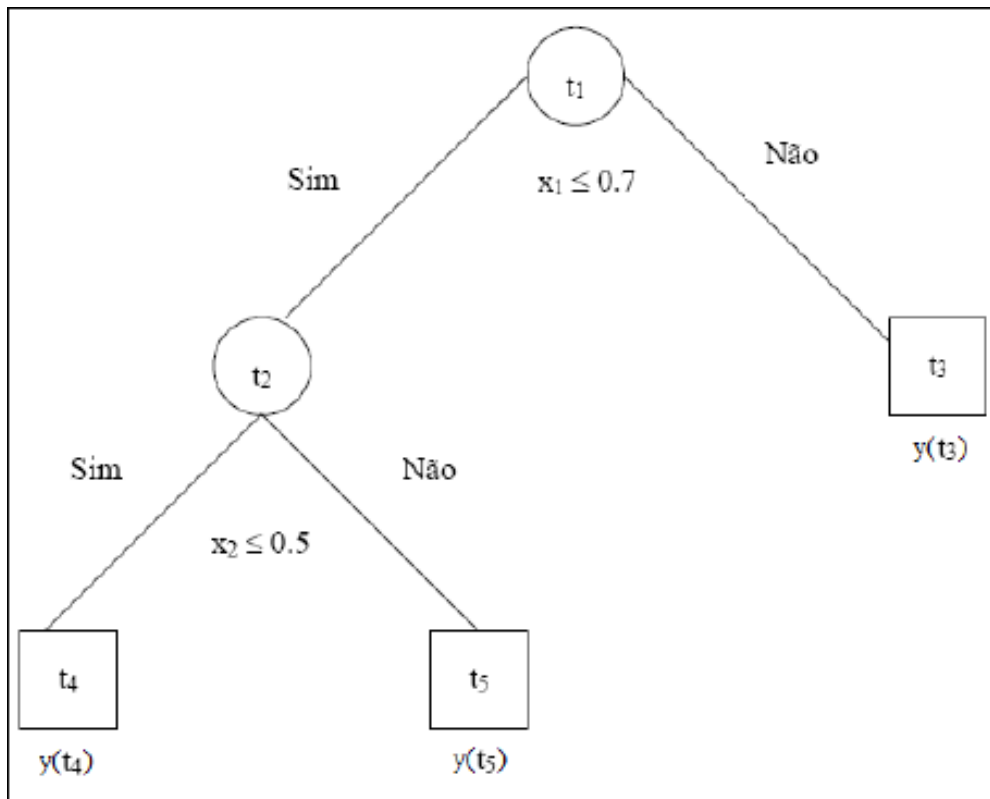 t₁
Sim
x₁ ≤ 0.7
Não
t₂
t₃
y(t₃)
Sim
Não
x₂ ≤ 0.5
t₄
t₅
y(t₄)
y(t₅)